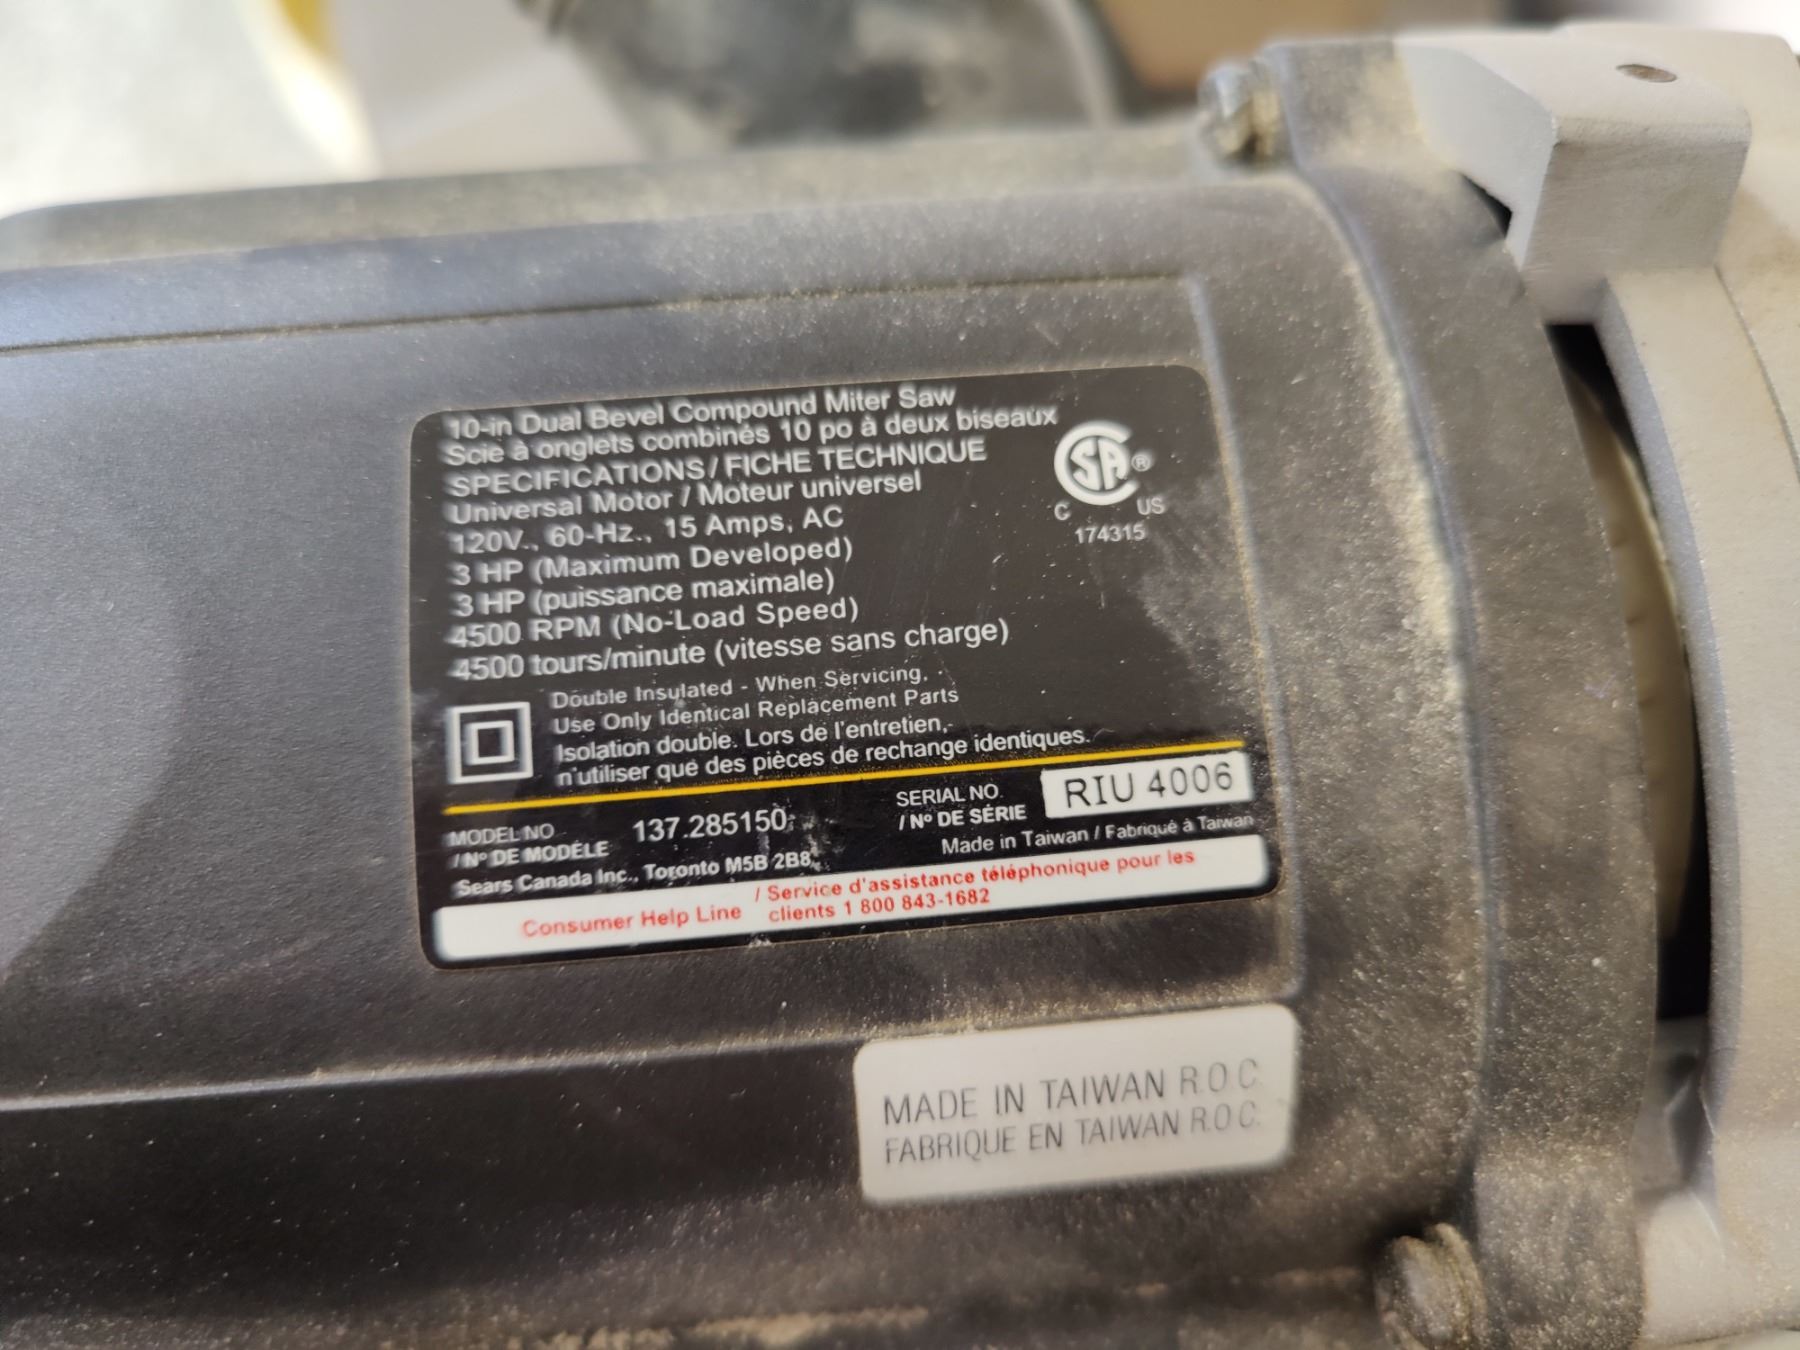 10-in Dual Bevel Compound Miter Saw
Scie à onglets combinés 10 po à deux biseaux
SPECIFICATIONS / FICHE TECHNIQUE
Universal Motor / Moteur universel
120V., 60-Hz., 15 Amps, AC
3 HP (Maximum Developed)
3 HP (puissance maximale)
4500 RPM (No-Load Speed)
4500 tours/minute (vitesse sans charge)
CSA ®
C US
174315
Double Insulated - When Servicing,
Use Only Identical Replacement Parts
Isolation double. Lors de l'entretien,
n'utiliser que des pièces de rechange identiques.
MODEL NO
/ Nº DE MODÈLE
137.285150
SERIAL NO.
/ Nº DE SÉRIE
RIU 4006
Sears Canada Inc., Toronto M5B 2B8
Made in Taiwan / Fabriqué à Taiwan
Consumer Help Line
/ Service d'assistance téléphonique pour les
clients 1 800 843-1682
MADE IN TAIWAN R.O.C.
FABRIQUE EN TAIWAN R.O.C.